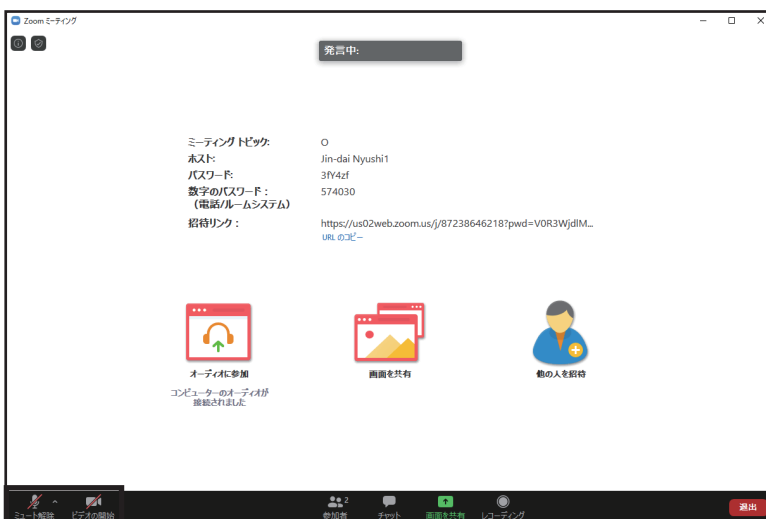 Zoom ミーティング
発言中:
ミーティング トピック: O
ホスト: Jin-dai Nyushi1
パスワード: 3fY4zf
数字のパスワード: 574030
(電話/ルームシステム)
招待リンク: https://us02web.zoom.us/j/87238646218?pwd=V0R3WjdlM...
URL のコピー
オーディオに参加
画面を共有
他の人を招待
コンピューターのオーディオが
接続されました
2
ミュート解除
ビデオの開始
参加者
チャット
画面を共有
レコーディング
退出